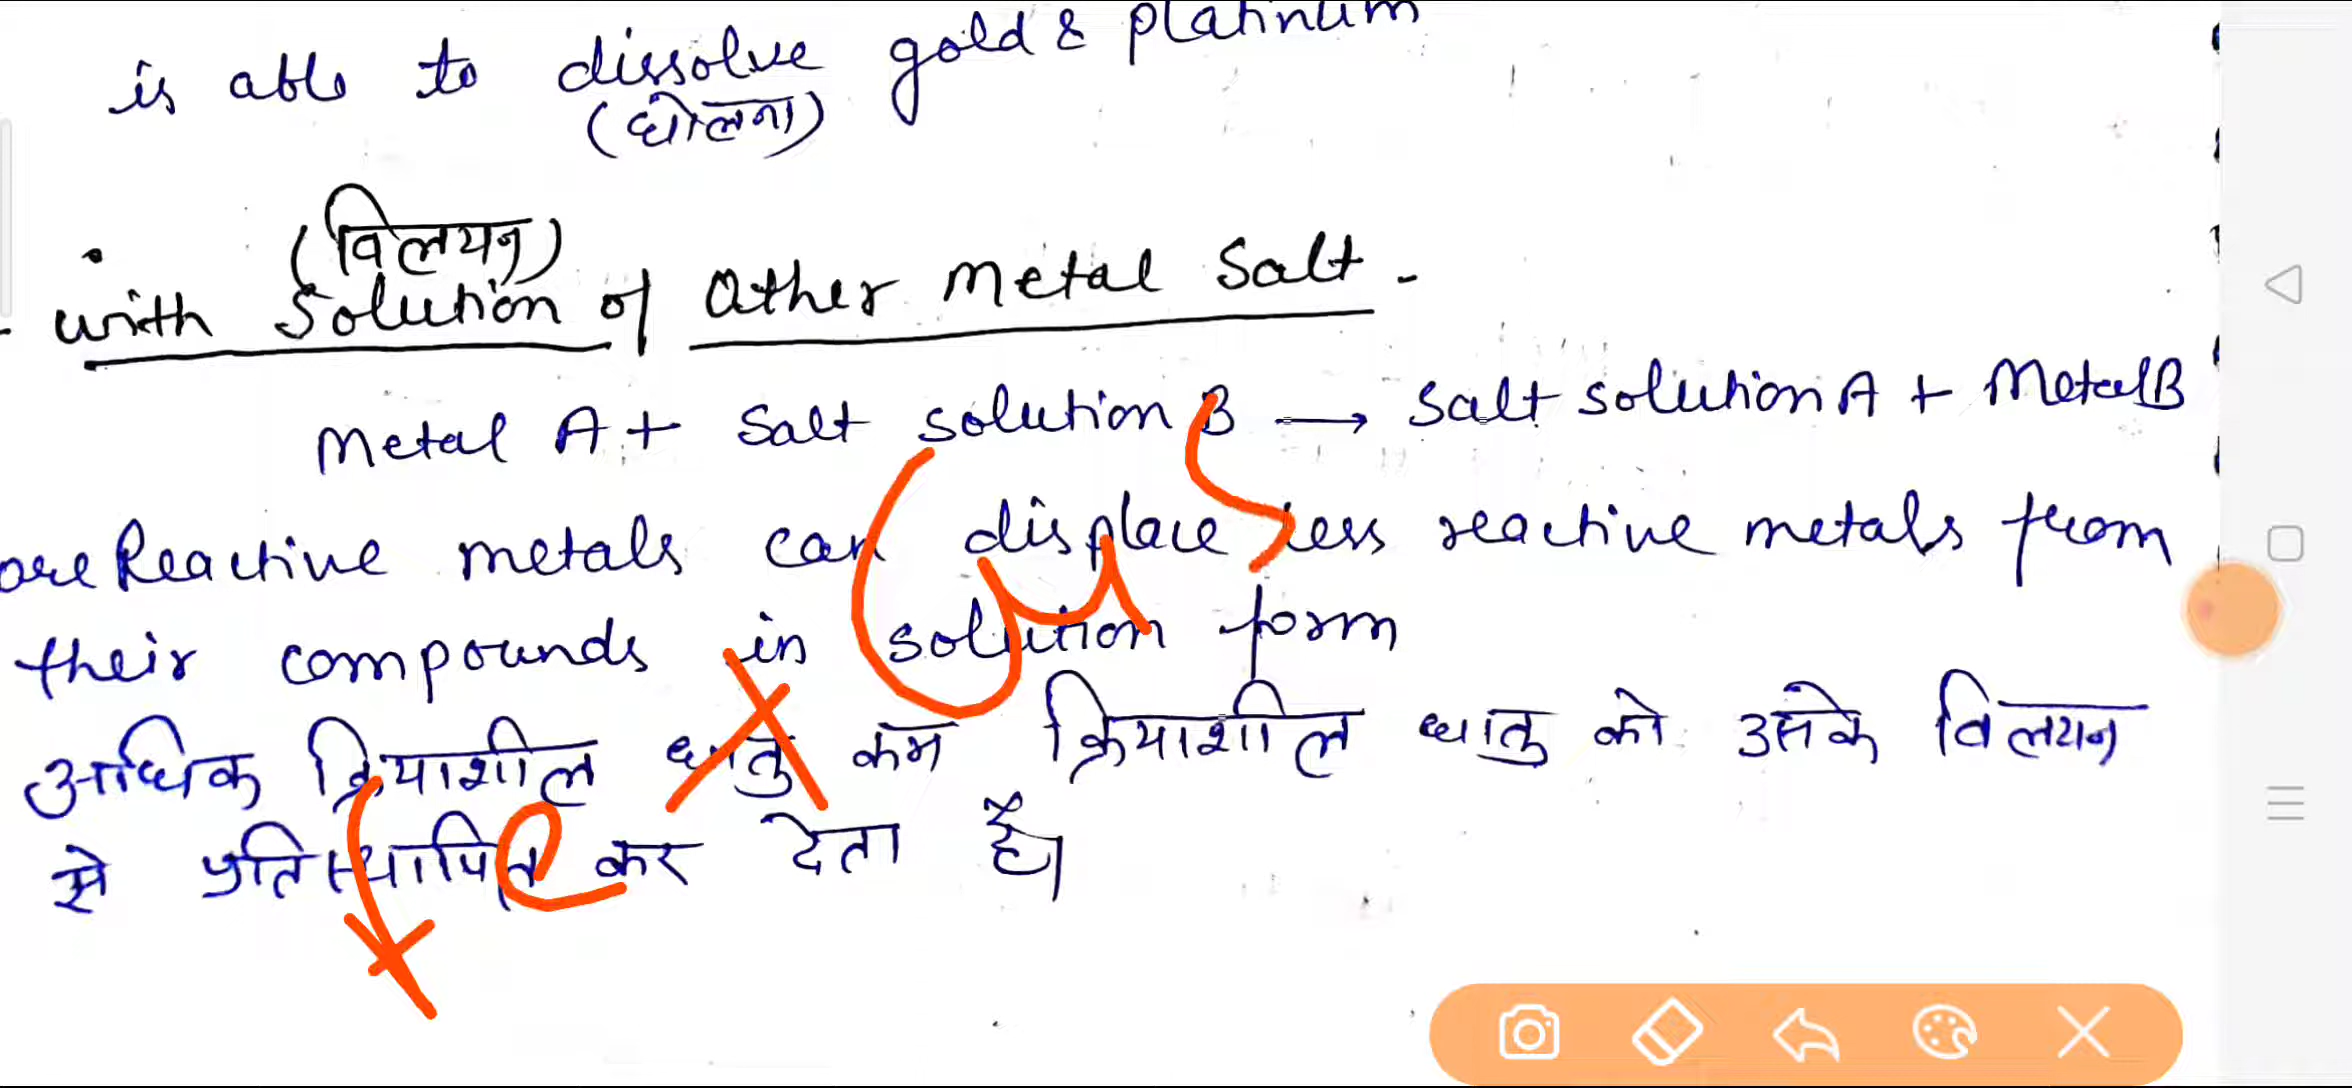 is able to dissolve gold & platinum
(घोलना)
(विलयन)
with Solution of Other Metal Salt -
Metal A + Salt solution B → Salt solution A + Metal B
ore Reactive metals can displace less reactive metals from
their compounds in solution form
अधिक क्रियाशील धातु कम क्रियाशील धातु को उसके विलयन
से प्रतिस्थापित कर देता है।